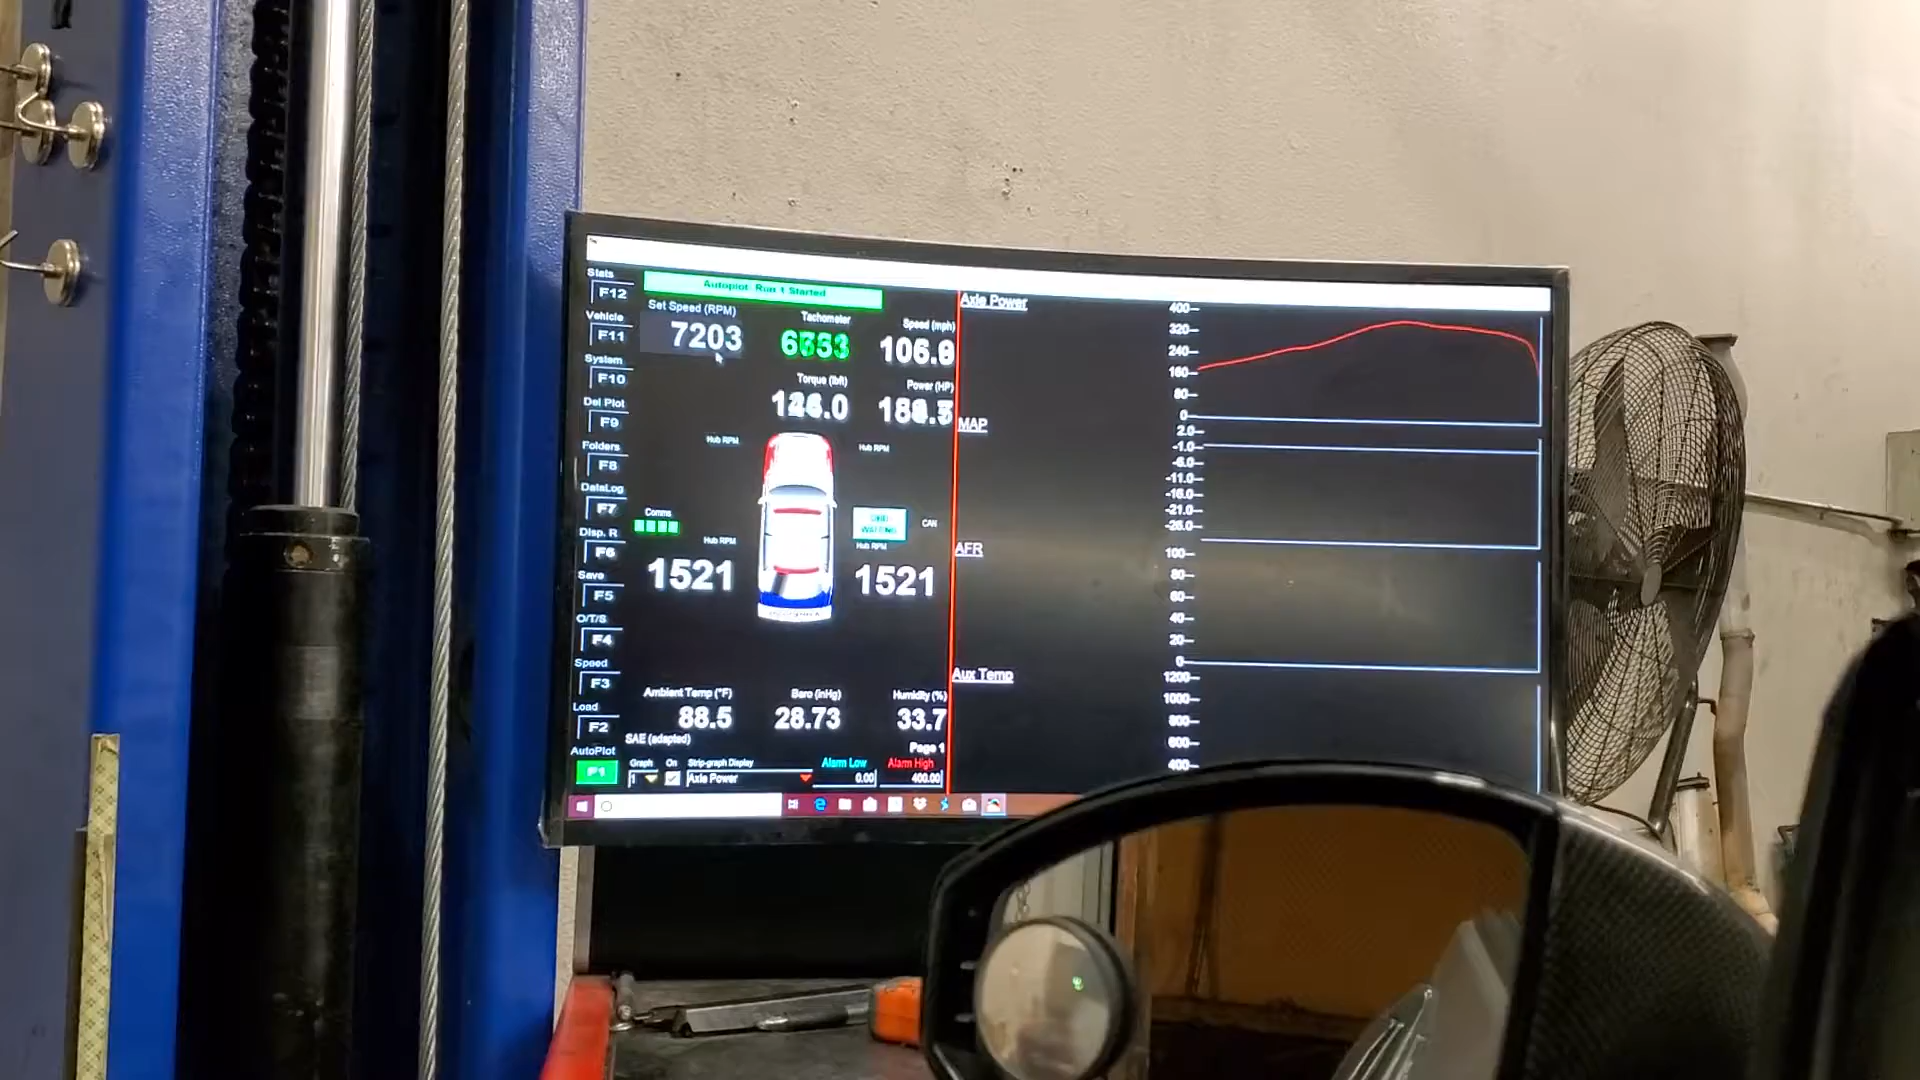 Stats
F12
Vehicle
F11
System
F10
Del Plot
F9
Folders
F8
DataLog
F7
Disp. R
F6
Save
F5
O/T/S
F4
Speed
F3
Load
F2
AutoPlot
F1
Autoplot: Run 1 Started
Set Speed (RPM)
7203
Tachometer
Speed (mph)
Torque (lbft)
Power (HP)
Hub RPM
Hub RPM
Comms
CAN
Hub RPM
Hub RPM
1521
1521
Ambient Temp (°F)
Baro (inHg)
Humidity (%)
88.5
28.73
33.7
SAE (adapted)
Page 1
Graph
On
Strip-graph Display
Alarm Low
Alarm High
1
Axle Power
0.00
400.00
Axle Power
400
320
240
160
80
0
MAP
2.0
-1.0
-6.0
-11.0
-16.0
-21.0
-26.0
AFR
100
80
60
40
20
0
Aux Temp
1200
1000
800
600
400